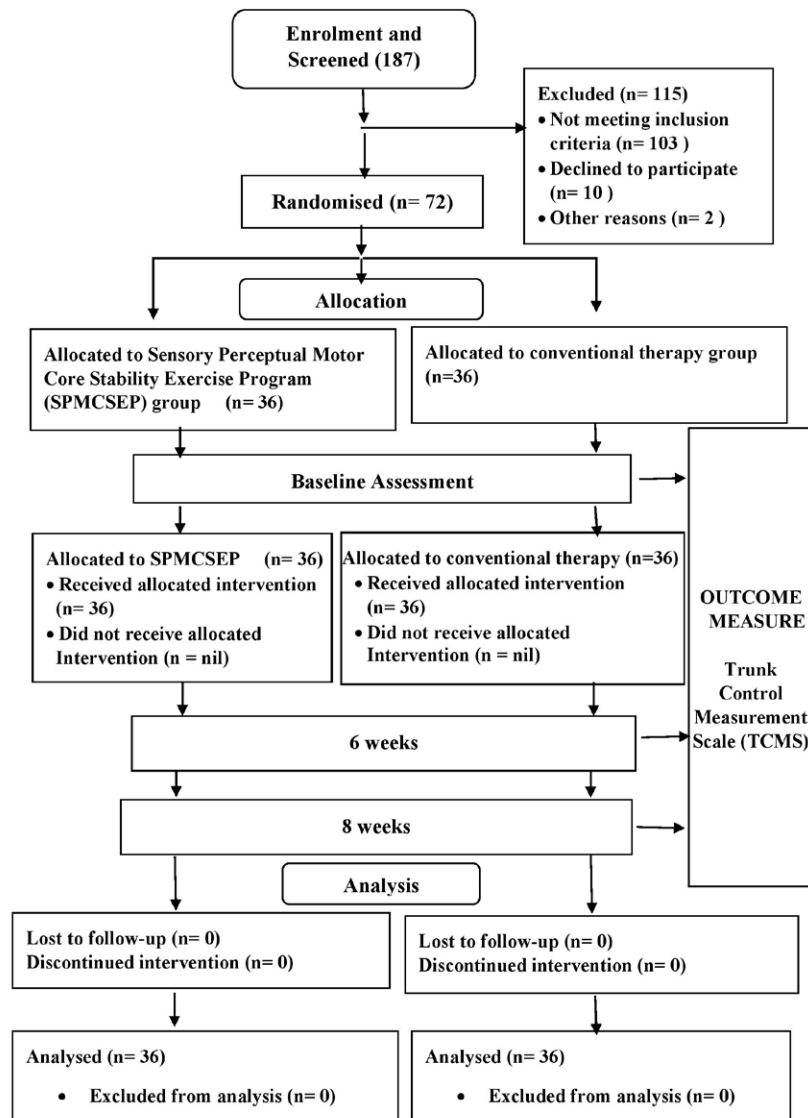 Enrolment and
Screened (187)
Excluded (n= 115)
• Not meeting inclusion
criteria (n= 103 )
• Declined to participate
(n= 10 )
• Other reasons (n= 2 )
Randomised (n= 72)
Allocation
Allocated to Sensory Perceptual Motor
Core Stability Exercise Program
(SPMCSEP) group (n= 36)
Allocated to conventional therapy group
(n=36)
Baseline Assessment
Allocated to SPMCSEP (n= 36)
• Received allocated intervention
(n= 36)
• Did not receive allocated
Intervention (n = nil)
Allocated to conventional therapy (n=36)
• Received allocated intervention
(n= 36)
• Did not receive allocated
Intervention (n = nil)
OUTCOME
MEASURE
Trunk
Control
Measurement
Scale (TCMS)
6 weeks
8 weeks
Analysis
Lost to follow-up (n= 0)
Discontinued intervention (n= 0)
Lost to follow-up (n= 0)
Discontinued intervention (n= 0)
Analysed (n= 36)
• Excluded from analysis (n= 0)
Analysed (n= 36)
• Excluded from analysis (n= 0)